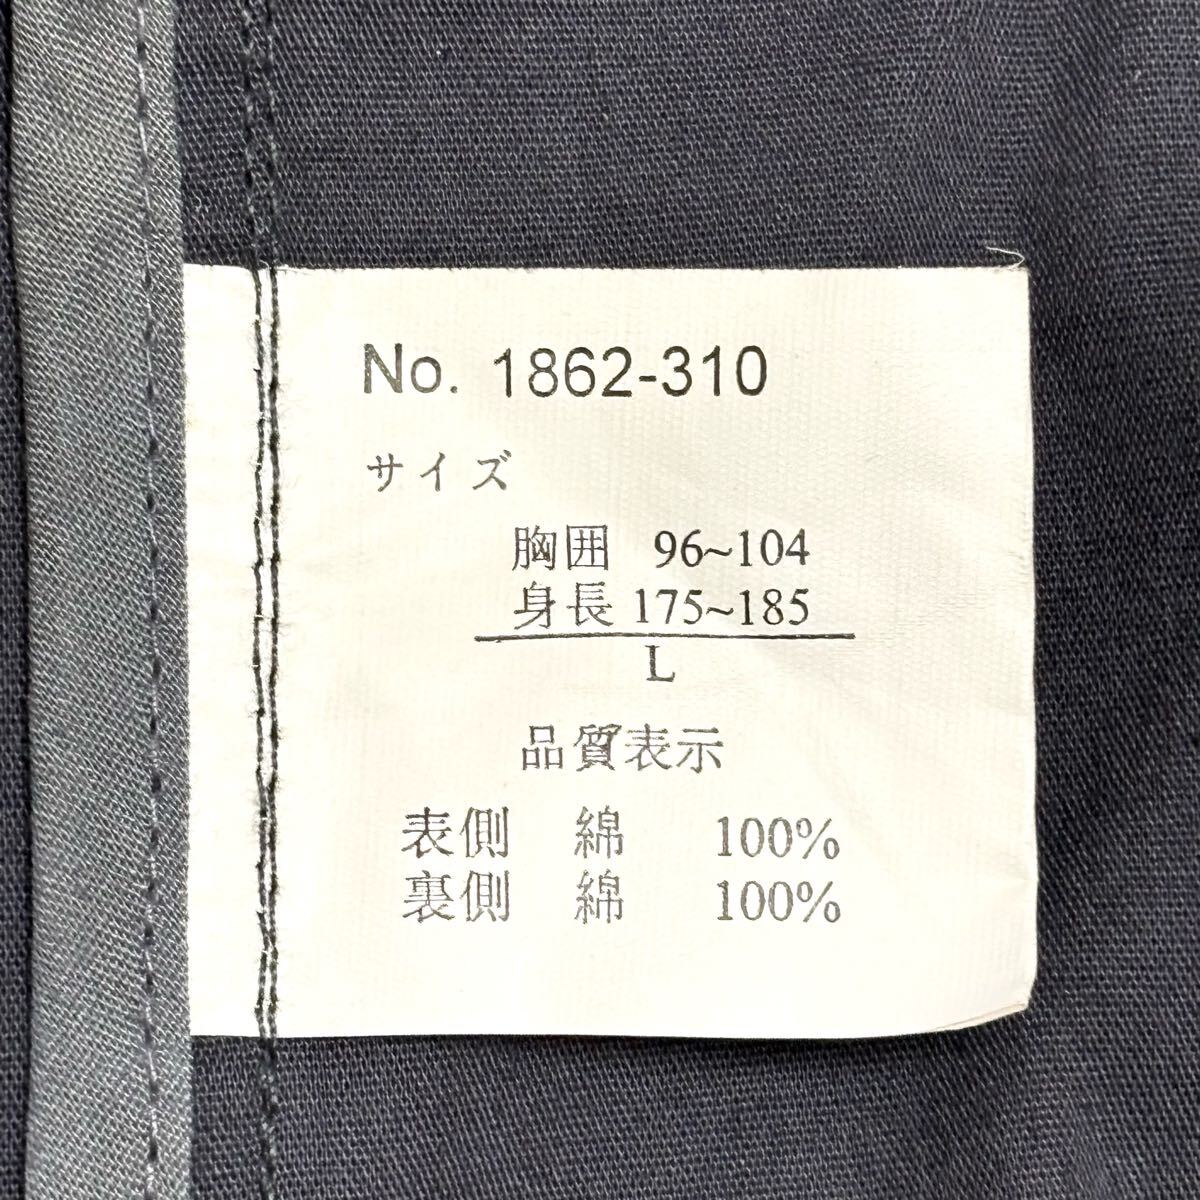 No. 1862-310
サイズ
胸囲 96~104
身長 175~185
L
品質表示
表側 綿 100%
裏側 綿 100%